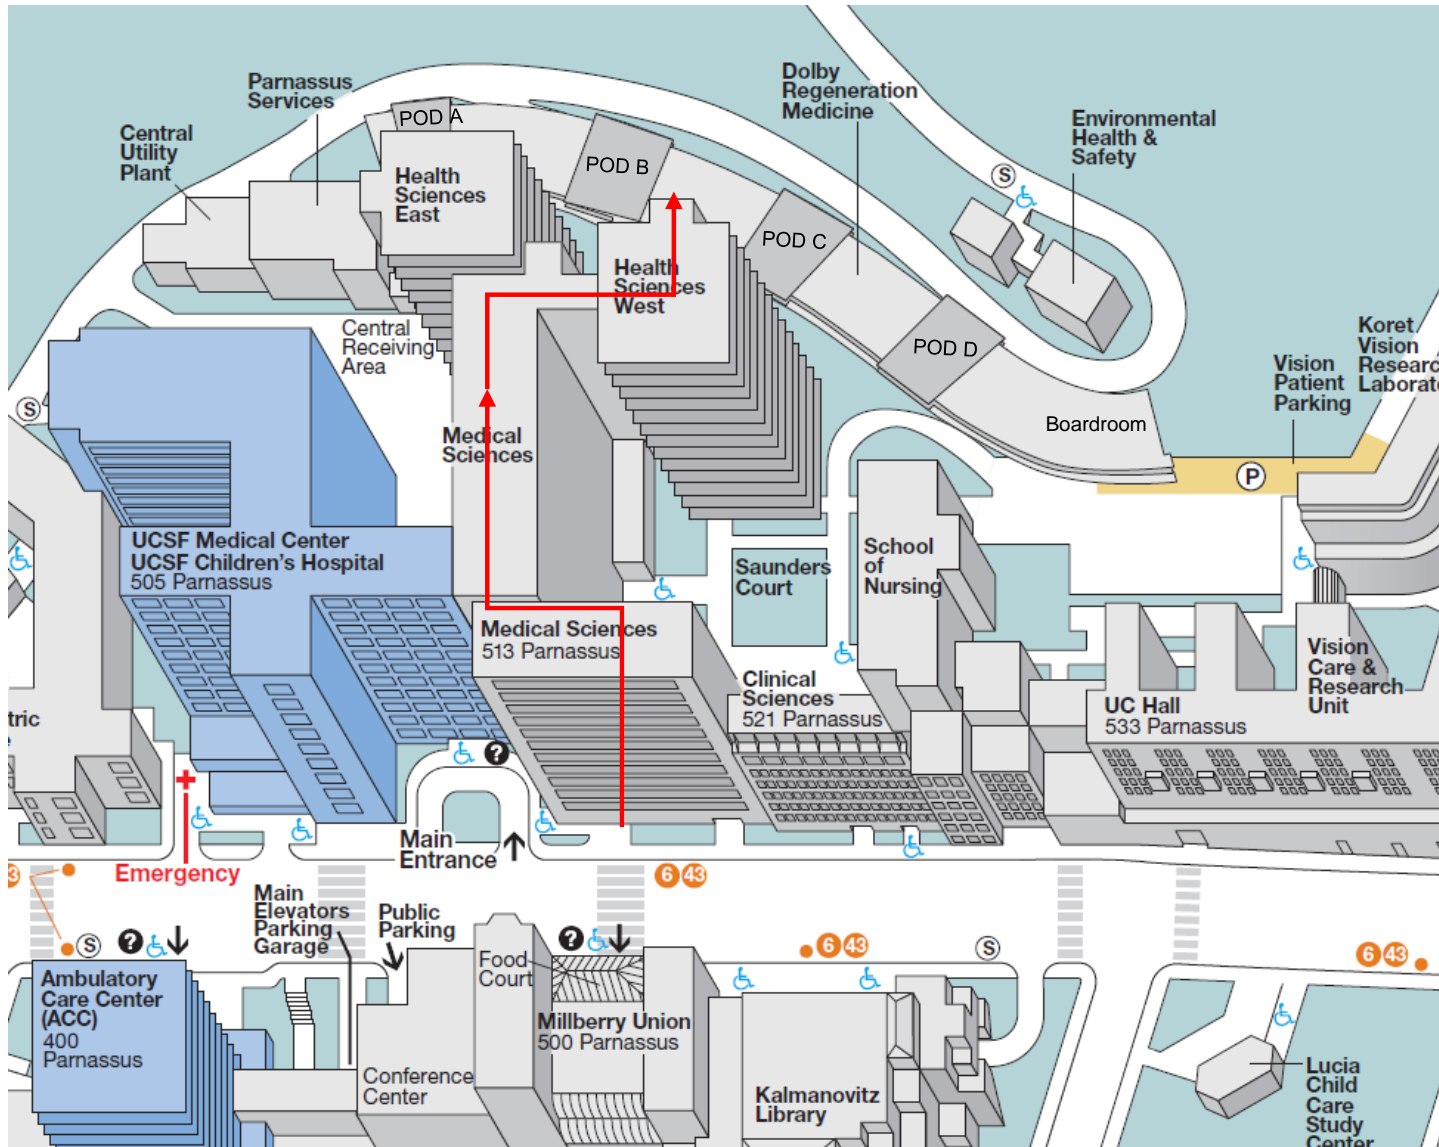 Parnassus
Services
Central
Utility
Plant
POD A
Health
Sciences
East
POD B
Dolby
Regeneration
Medicine
Environmental
Health &
Safety
S
POD C
Health
Sciences
West
POD D
Boardroom
Central
Receiving
Area
S
Koret
Vision
Researc
Laborato
Vision
Patient
Parking
P
Medical
Sciences
UCSF Medical Center
UCSF Children's Hospital
505 Parnassus
Saunders
Court
School
of
Nursing
Medical Sciences
513 Parnassus
Clinical
Sciences
521 Parnassus
UC Hall
533 Parnassus
Vision
Care &
Research
Unit
tric
?
Main
Entrance
Emergency
3
6 43
Main
Elevators
Parking
Garage
Public
Parking
S
?
Food
Court
?
6 43
S
6 43
Ambulatory
Care Center
(ACC)
400
Parnassus
Millberry Union
500 Parnassus
Conference
Center
Kalmanovitz
Library
Lucia
Child
Care
Study
Center